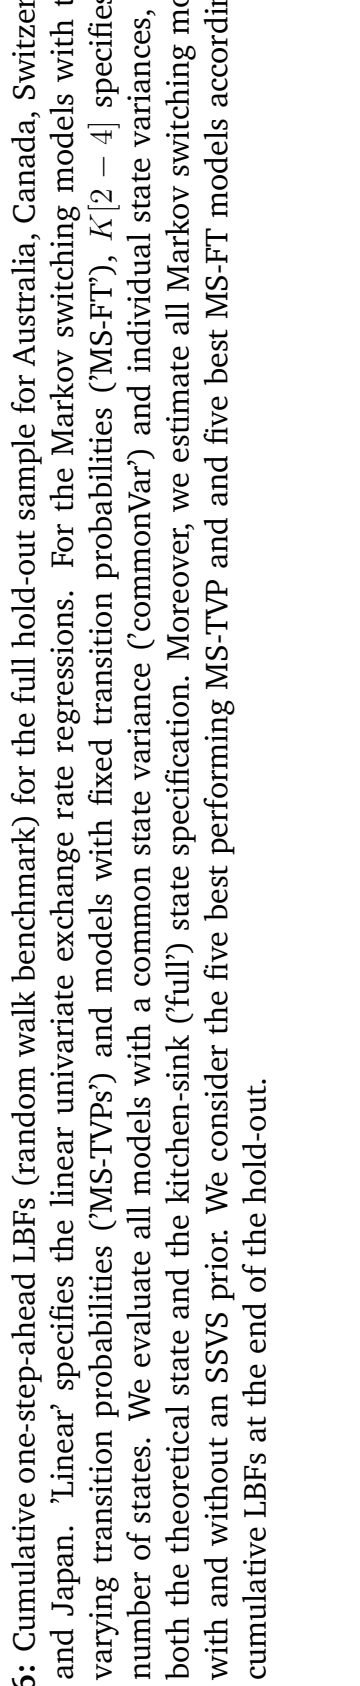 6: Cumulative one-step-ahead LBFs (random walk benchmark) for the full hold-out sample for Australia, Canada,
and Japan. 'Linear' specifies the linear univariate exchange rate regressions. For the Markov switching models with
varying transition probabilities ('MS-TVPs') and models with fixed transition probabilities ('MS-FT'), K[2 − 4] specifies
number of states. We evaluate all models with a common state variance ('commonVar') and individual state variances,
both the theoretical state and the kitchen-sink ('full') state specification. Moreover, we estimate all Markov switching
with and without an SSVS prior. We consider the five best performing MS-TVP and and five best MS-FT models
cumulative LBFs at the end of the hold-out.